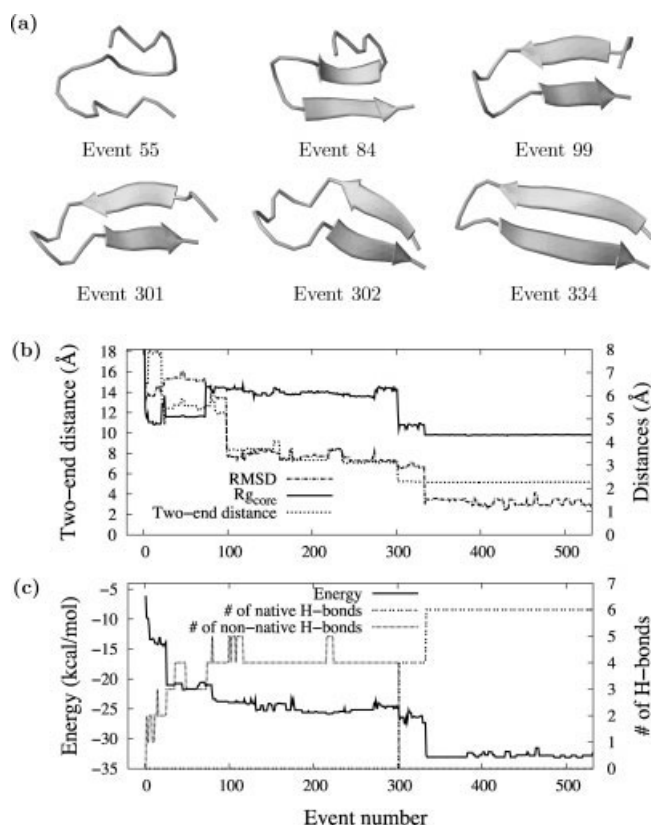 (a)
Event 55 Event 84 Event 99
Event 301 Event 302 Event 334
(b)
Two−end distance (Å)
18
16
14
12
10
8
6
4
2
0
RMSD
Rgcore
Two−end distance
8
7
6
5
4
3
2
1
0
Distances (Å)
0 100 200 300 400 500
(c)
Energy (kcal/mol)
−5
−10
−15
−20
−25
−30
−35
Energy
# of native H−bonds
# of non−native H−bonds
7
6
5
4
3
2
1
0
# of H−bonds
0 100 200 300 400 500
Event number